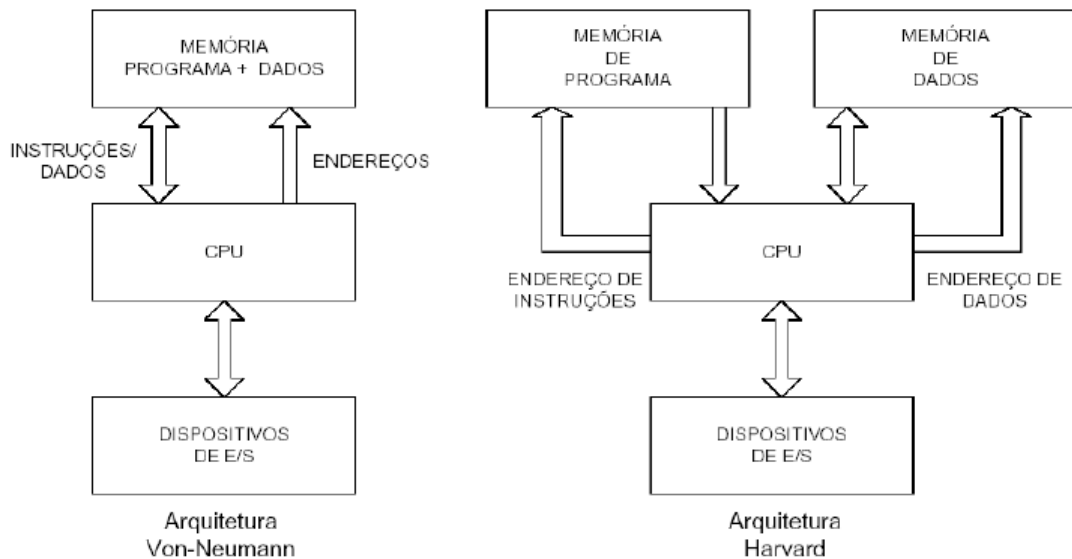 MEMÓRIA
PROGRAMA + DADOS
INSTRUÇÕES/
DADOS
ENDEREÇOS
CPU
DISPOSITIVOS
DE E/S
Arquitetura
Von-Neumann
MEMÓRIA
DE
PROGRAMA
MEMÓRIA
DE
DADOS
CPU
ENDEREÇO DE
INSTRUÇÕES
ENDEREÇO DE
DADOS
DISPOSITIVOS
DE E/S
Arquitetura
Harvard